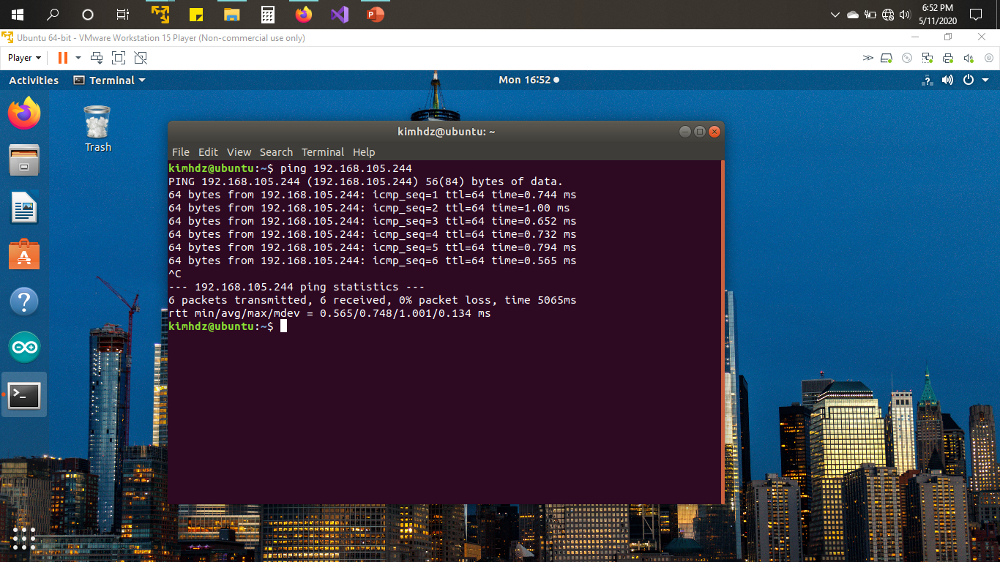 6:52 PM
5/11/2020
Ubuntu 64-bit - VMware Workstation 15 Player (Non-commercial use only)
Player
Activities Terminal Mon 16:52
Trash
kimhdz@ubuntu: ~
File Edit View Search Terminal Help
kimhdz@ubuntu:~$ ping 192.168.105.244
PING 192.168.105.244 (192.168.105.244) 56(84) bytes of data.
64 bytes from 192.168.105.244: icmp_seq=1 ttl=64 time=0.744 ms
64 bytes from 192.168.105.244: icmp_seq=2 ttl=64 time=1.00 ms
64 bytes from 192.168.105.244: icmp_seq=3 ttl=64 time=0.652 ms
64 bytes from 192.168.105.244: icmp_seq=4 ttl=64 time=0.732 ms
64 bytes from 192.168.105.244: icmp_seq=5 ttl=64 time=0.794 ms
64 bytes from 192.168.105.244: icmp_seq=6 ttl=64 time=0.565 ms
^C
--- 192.168.105.244 ping statistics ---
6 packets transmitted, 6 received, 0% packet loss, time 5065ms
rtt min/avg/max/mdev = 0.565/0.748/1.001/0.134 ms
kimhdz@ubuntu:~$